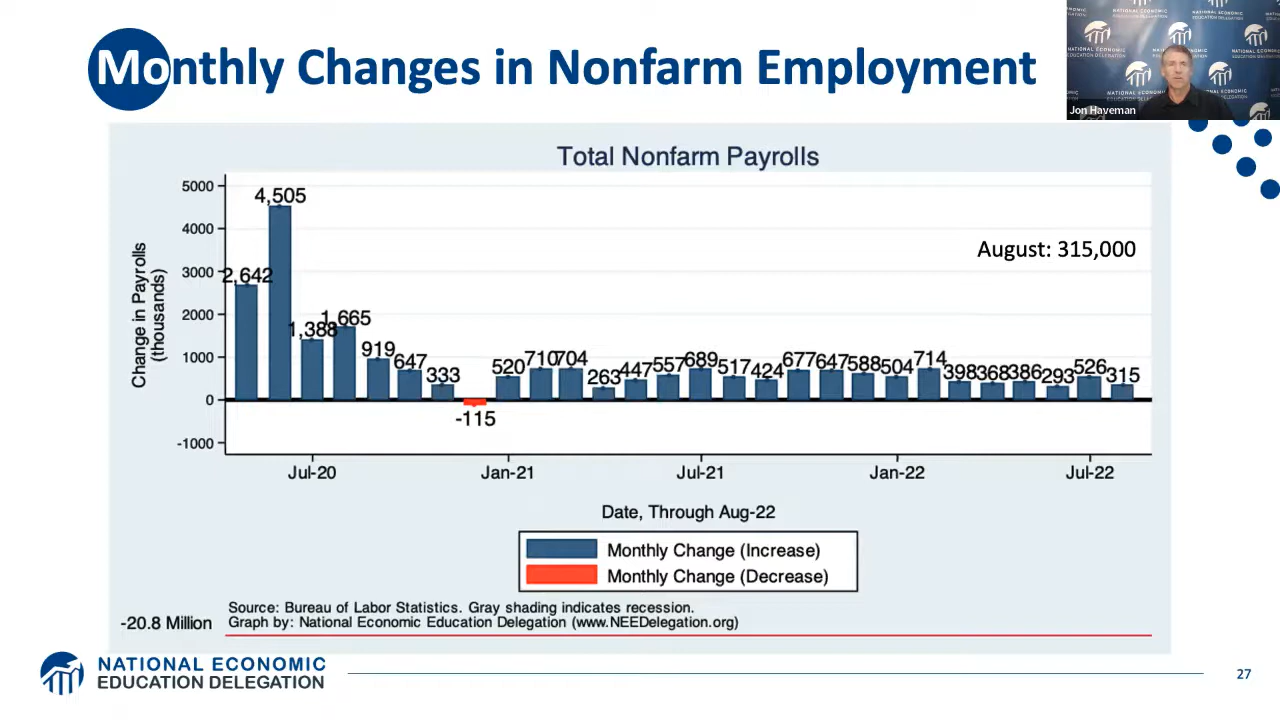 Monthly Changes in Nonfarm Employment
NATIONAL ECONOMIC
EDUCATION DELEGATION
Jon Haveman
Total Nonfarm Payrolls
Change in Payrolls
(thousands)
5000
4000
3000
2000
1000
0
-1000
2,642
4,505
1,388
1,665
919
647
333
-115
520
710
704
263
447
557
689
517
424
677
647
588
504
714
398
368
386
293
526
315
August: 315,000
Jul-20
Jan-21
Jul-21
Jan-22
Jul-22
Date, Through Aug-22
Monthly Change (Increase)
Monthly Change (Decrease)
Source: Bureau of Labor Statistics. Gray shading indicates recession.
Graph by: National Economic Education Delegation (www.NEEDelegation.org)
-20.8 Million
NATIONAL ECONOMIC
EDUCATION DELEGATION
27